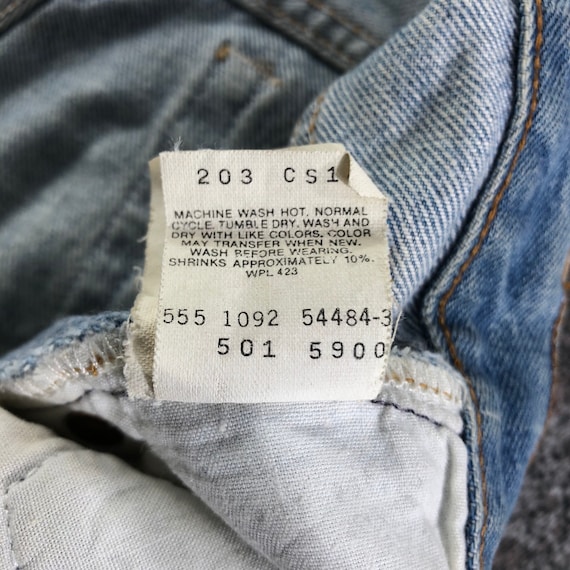 203 CS1
MACHINE WASH HOT, NORMAL
CYCLE, TUMBLE DRY. WASH AND
DRY WITH LIKE COLORS. COLOR
MAY TRANSFER WHEN NEW.
WASH BEFORE WEARING.
SHRINKS APPROXIMATELY 10%.
WPL 423
555 1092 54484-3
501 5900